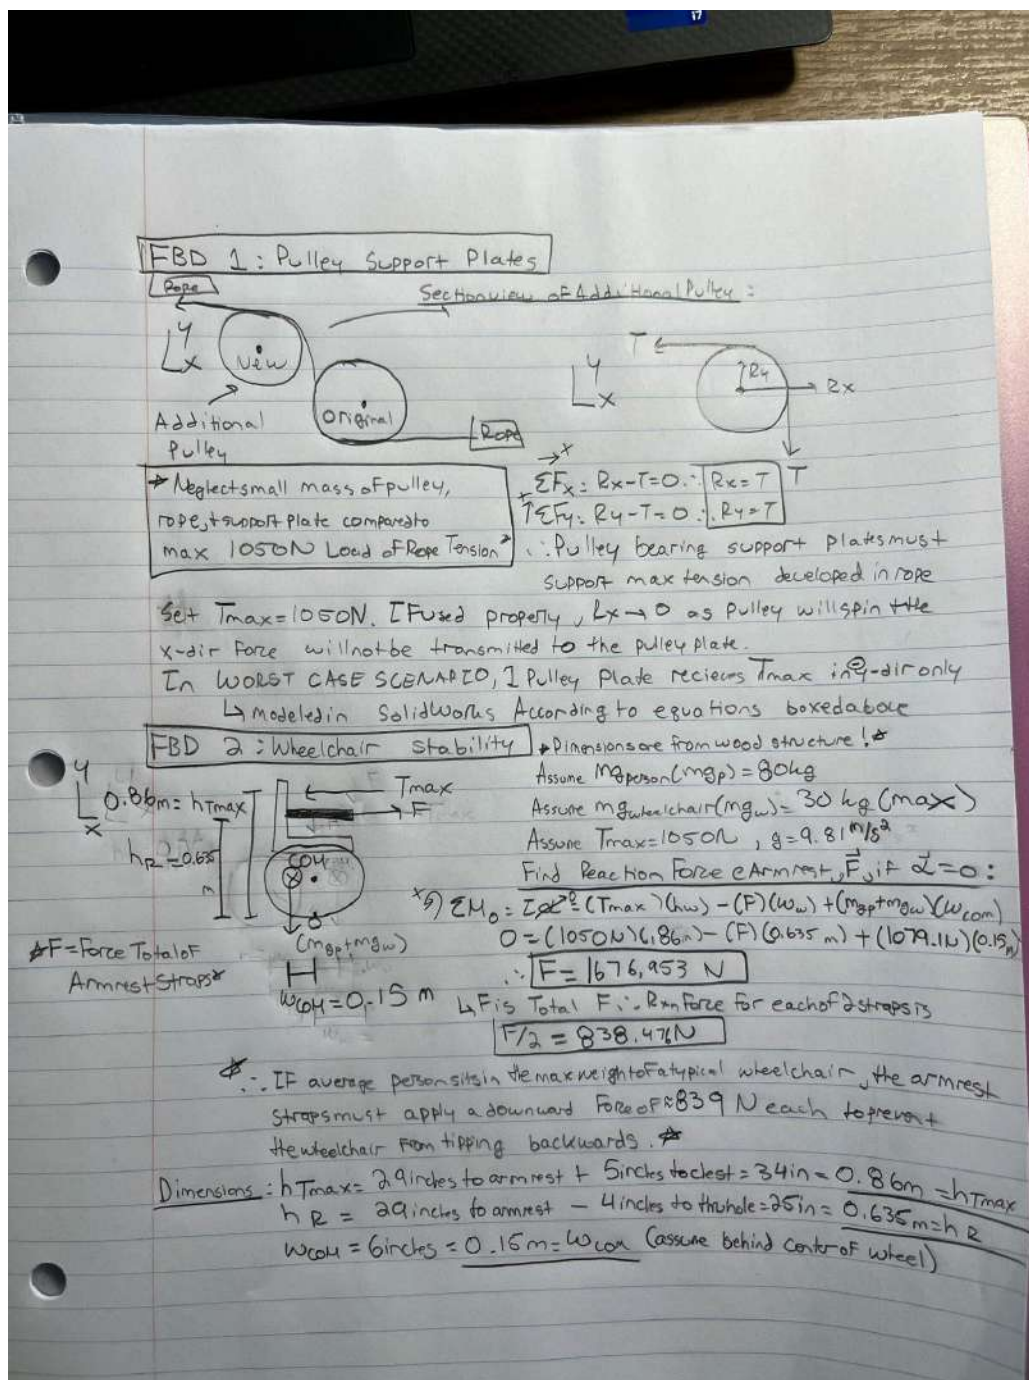 i7
FBD 1: Pulley Support Plates
Rope
Section view of Additional Pulley:
y
x
New
Original
Additional
Pulley
Rope
y
x
T
Ry
Rx
T
* Neglect small mass of pulley,
rope, + support plate compared to
max 1050N Load of Rope Tension*
→+ ΣFx: Rx-T=0 ∴ Rx=T
+↑ΣFy: Ry-T=0 ∴ Ry=T
∴ Pulley bearing support plates must
support max tension developed in rope
Set Tmax=1050N. If used properly, Rx→0 as pulley will spin + the
x-dir force will not be transmitted to the pulley plate.
In WORST CASE SCENARIO, 1 Pulley Plate recieves Tmax in y-dir only
↳ modeled in SolidWorks According to equations boxed above
FBD 2: Wheelchair Stability
* Dimensions are from wood structure!*
y
x
0.86m = hTmax
hR = 0.635
m
Tmax
F
COM
O
(mgp+mgw)
wCOM = 0.15 m
*F = Force Total of
Armrest Straps*
Assume mgperson(mgp) = 80kg
Assume mgwheelchair(mgw) = 30 kg (max)
Assume Tmax=1050N, g=9.81 m/s²
Find Reaction Force @ Armrest, F, if α=0:
+↶) ΣMo = Iα = (Tmax)(hw) - (F)(ww) + (mgp+mgw)(wcom)
0 = (1050N)(.86m) - (F)(0.635 m) + (1079.1N)(0.15m)
∴ F = 1676,953 N
↳ F is Total F ∴ Rxn Force for each of 2 straps is
F/2 = 838.476N
* ∴ IF average person sits in the max weight of a typical wheelchair, the armrest
straps must apply a downward Force of ≈839 N each to prevent
the wheelchair from tipping backwards. *
Dimensions: hTmax = 29 inches to armrest + 5 inches to chest = 34in = 0.86m = hTmax
hR = 29 inches to armrest - 4 inches to thruhole = 25in = 0.635m = hR
wCOM = 6 inches = 0.15m = wCOM (assume behind center of wheel)